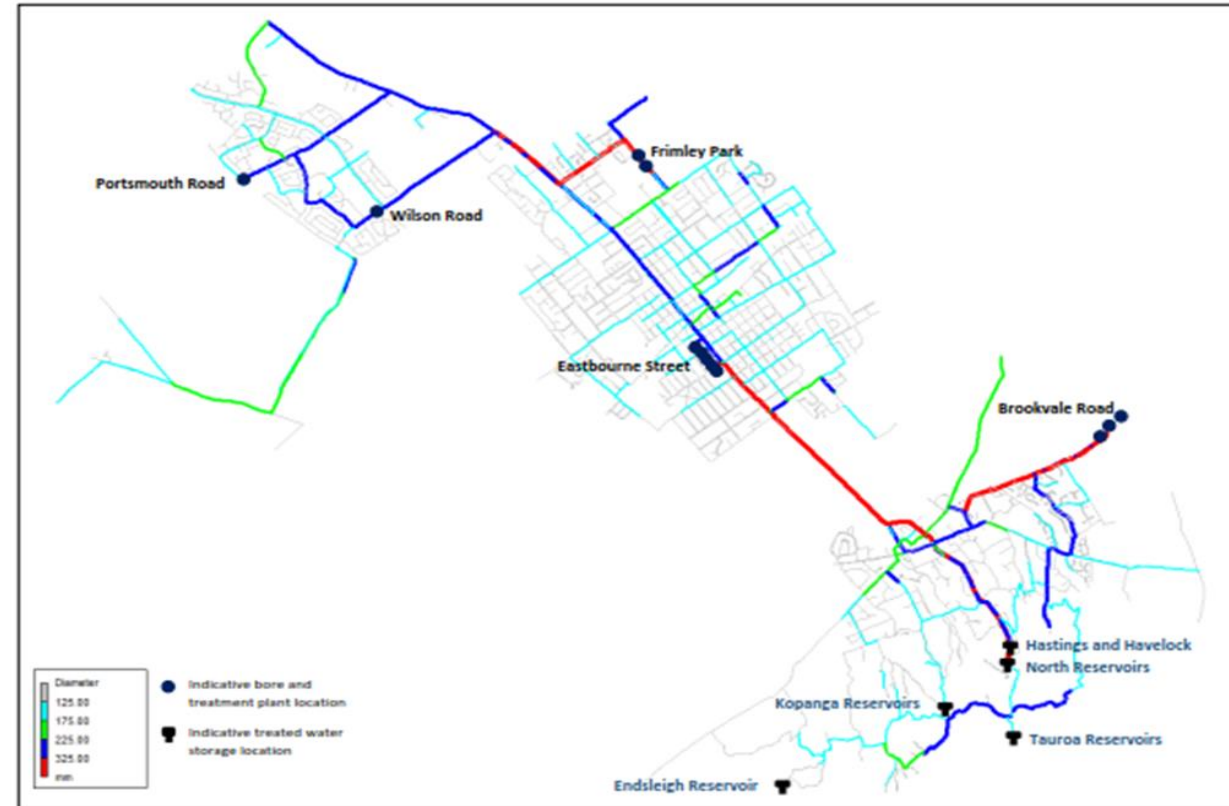 Frimley Park
Portsmouth Road
Wilson Road
Eastbourne Street
Brookvale Road
Hastings and Havelock
North Reservoirs
Kopanga Reservoirs
Tauroa Reservoirs
Endsleigh Reservoir
Diameter
125.00
175.00
225.00
325.00
mm
Indicative bore and
treatment plant location
Indicative treated water
storage location